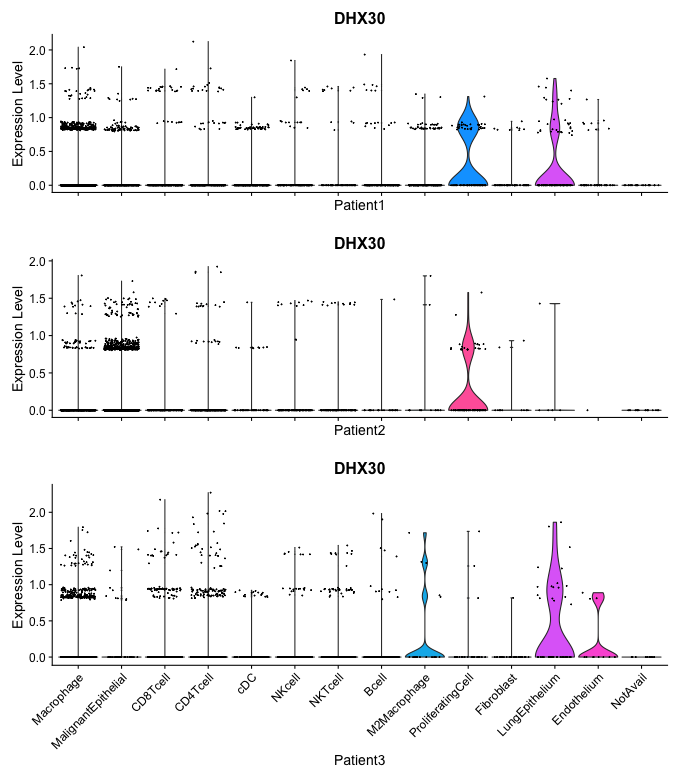 DHX30
Expression Level
2.0
1.5
1.0
0.5
0.0
Patient1
DHX30
Expression Level
2.0
1.5
1.0
0.5
0.0
Patient2
DHX30
Expression Level
2.0
1.5
1.0
0.5
0.0
Macrophage
MalignantEpithelial
CD8Tcell
CD4Tcell
cDC
NKcell
NKTcell
Bcell
M2Macrophage
ProliferatingCell
Fibroblast
LungEpithelium
Endothelium
NotAvail
Patient3